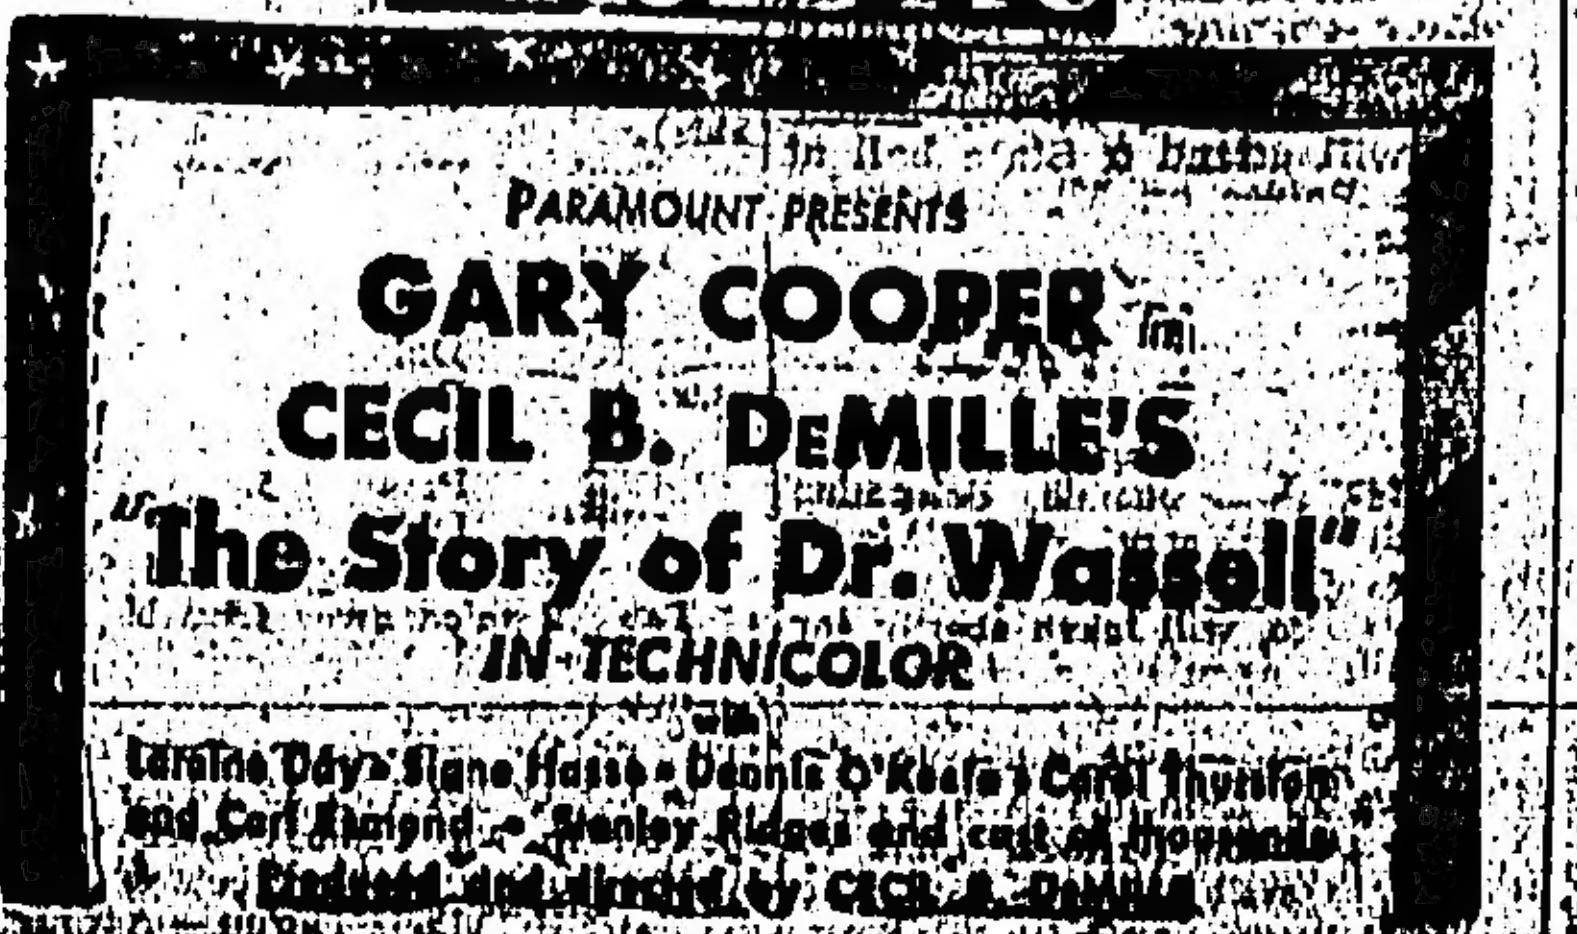 PARAMOUNT PRESENTS
GARY COOPER in
CECIL B. DEMILLE'S
"The Story of Dr. Wassell"
IN TECHNICOLOR
with
Laraine Day • Signe Hasso • Dennis O'Keefe • Carol Thurston
and Carl Esmond • Stanley Ridges and cast of thousands
Produced and directed by CECIL B. DEMILLE